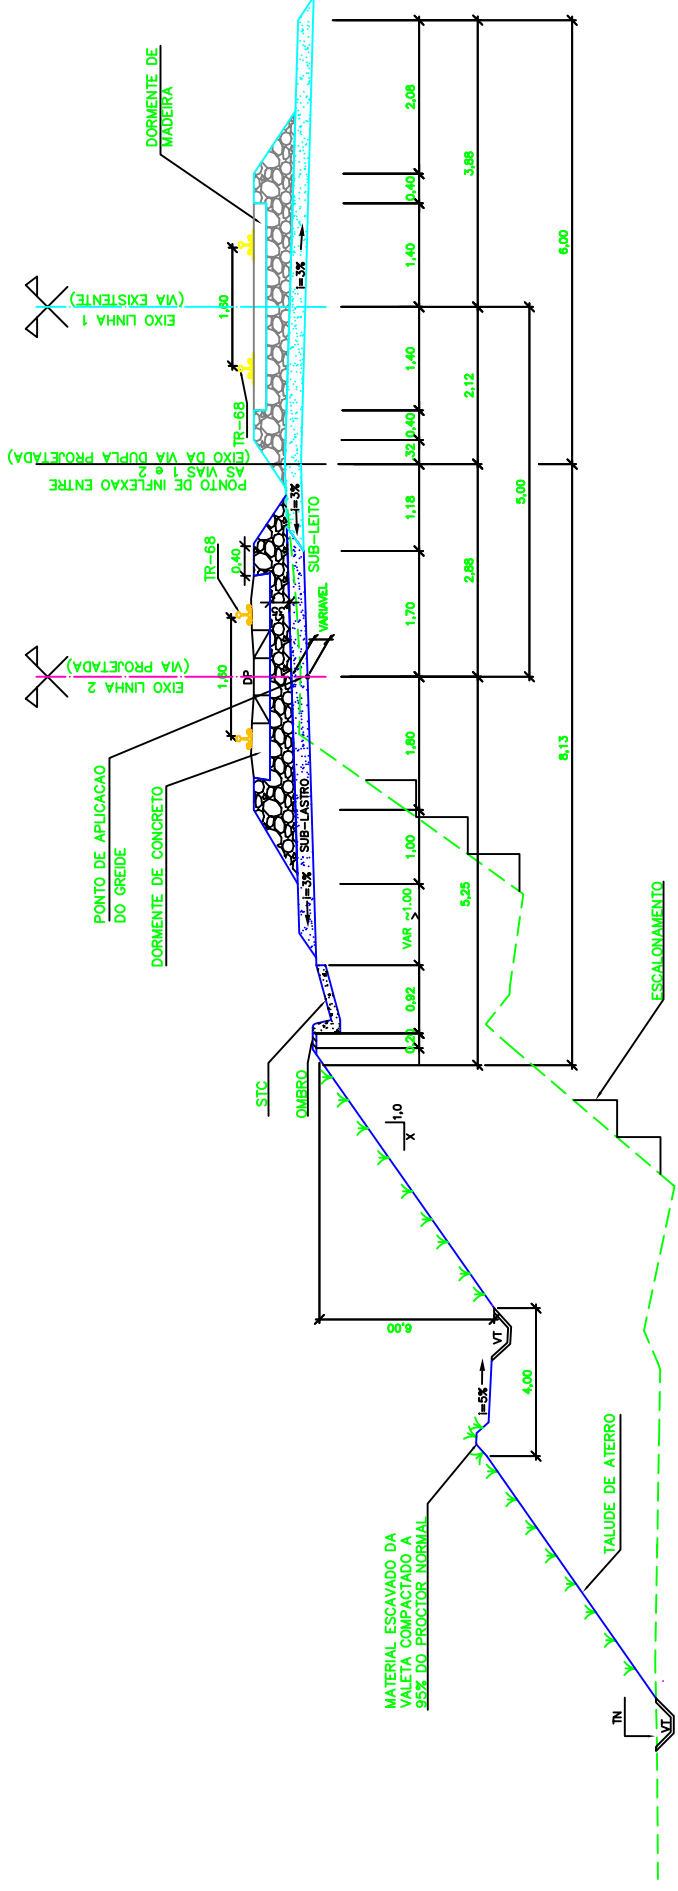 DORMENTE DE
MADEIRA
EIXO LINHA 1
(VIA EXISTENTE)
1,60
TR-68
i=3%
PONTO DE INFLEXAO ENTRE
AS VIAS 1 e 2
(EIXO DA VIA DUPLA PROJETADA)
i=3%
SUB-LEITO
TR-68
0,40
VARIAVEL
EIXO LINHA 2
(VIA PROJETADA)
DP
1,60
PONTO DE APLICACAO
DO GREIDE
DORMENTE DE CONCRETO
SUB-LASTRO
i=3%
STC
OMBRO
2,08
0,40
1,40
1,40
0,40
,32
1,18
1,70
1,80
1,00
VAR ~1.00
0,92
0,20
3,88
2,12
2,88
5,25
5,00
6,00
8,13
ESCALONAMENTO
1,0
X
6,00
VT
4,00
i=5%
MATERIAL ESCAVADO DA
VALETA COMPACTADO A
95% DO PROCTOR NORMAL
TALUDE DE ATERRO
TN
VT